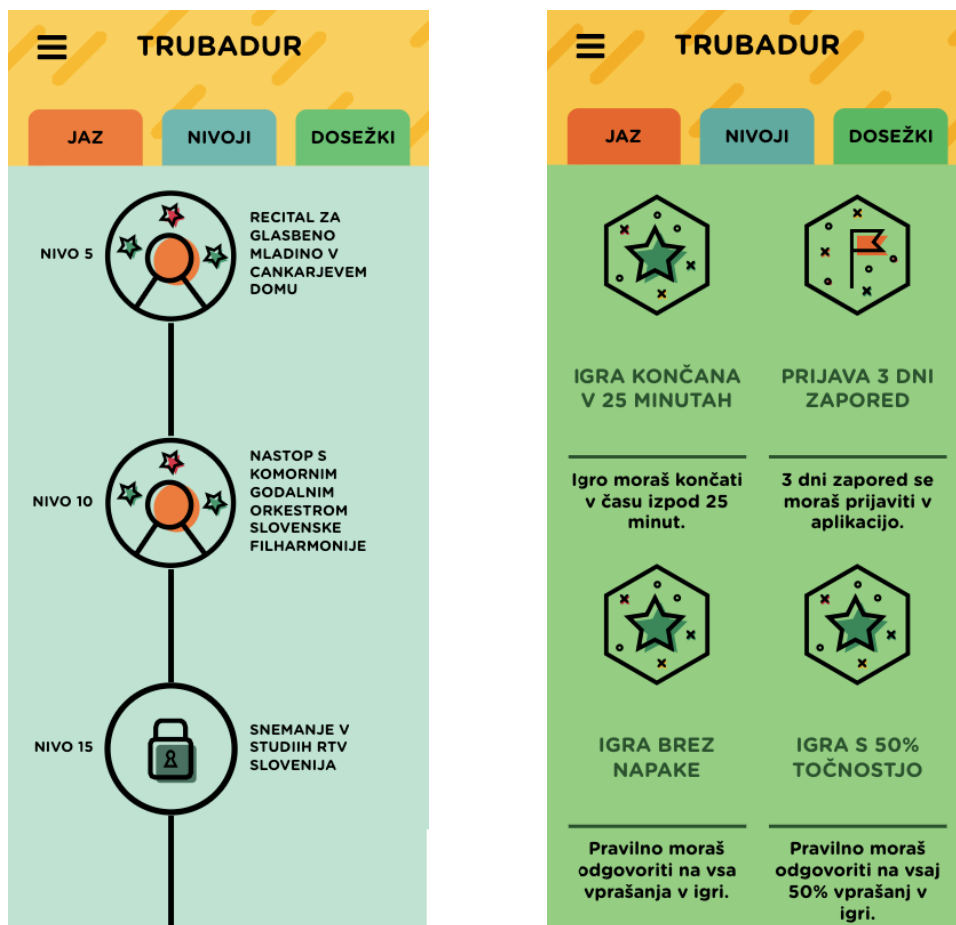 TRUBADUR
JAZ
NIVOJI
DOSEŽKI
NIVO 5
RECITAL ZA
GLASBENO
MLADINO V
CANKARJEVEM
DOMU
NIVO 10
NASTOP S
KOMORNIM
GODALNIM
ORKESTROM
SLOVENSKE
FILHARMONIJE
NIVO 15
SNEMANJE V
STUDIIH RTV
SLOVENIJA
TRUBADUR
JAZ
NIVOJI
DOSEŽKI
IGRA KONČANA
V 25 MINUTAH
Igro moraš končati
v času izpod 25
minut.
PRIJAVA 3 DNI
ZAPORED
3 dni zapored se
moraš prijaviti v
aplikacijo.
IGRA BREZ
NAPAKE
Pravilno moraš
odgovoriti na vsa
vprašanja v igri.
IGRA S 50%
TOČNOSTJO
Pravilno moraš
odgovoriti na vsaj
50% vprašanj v
igri.